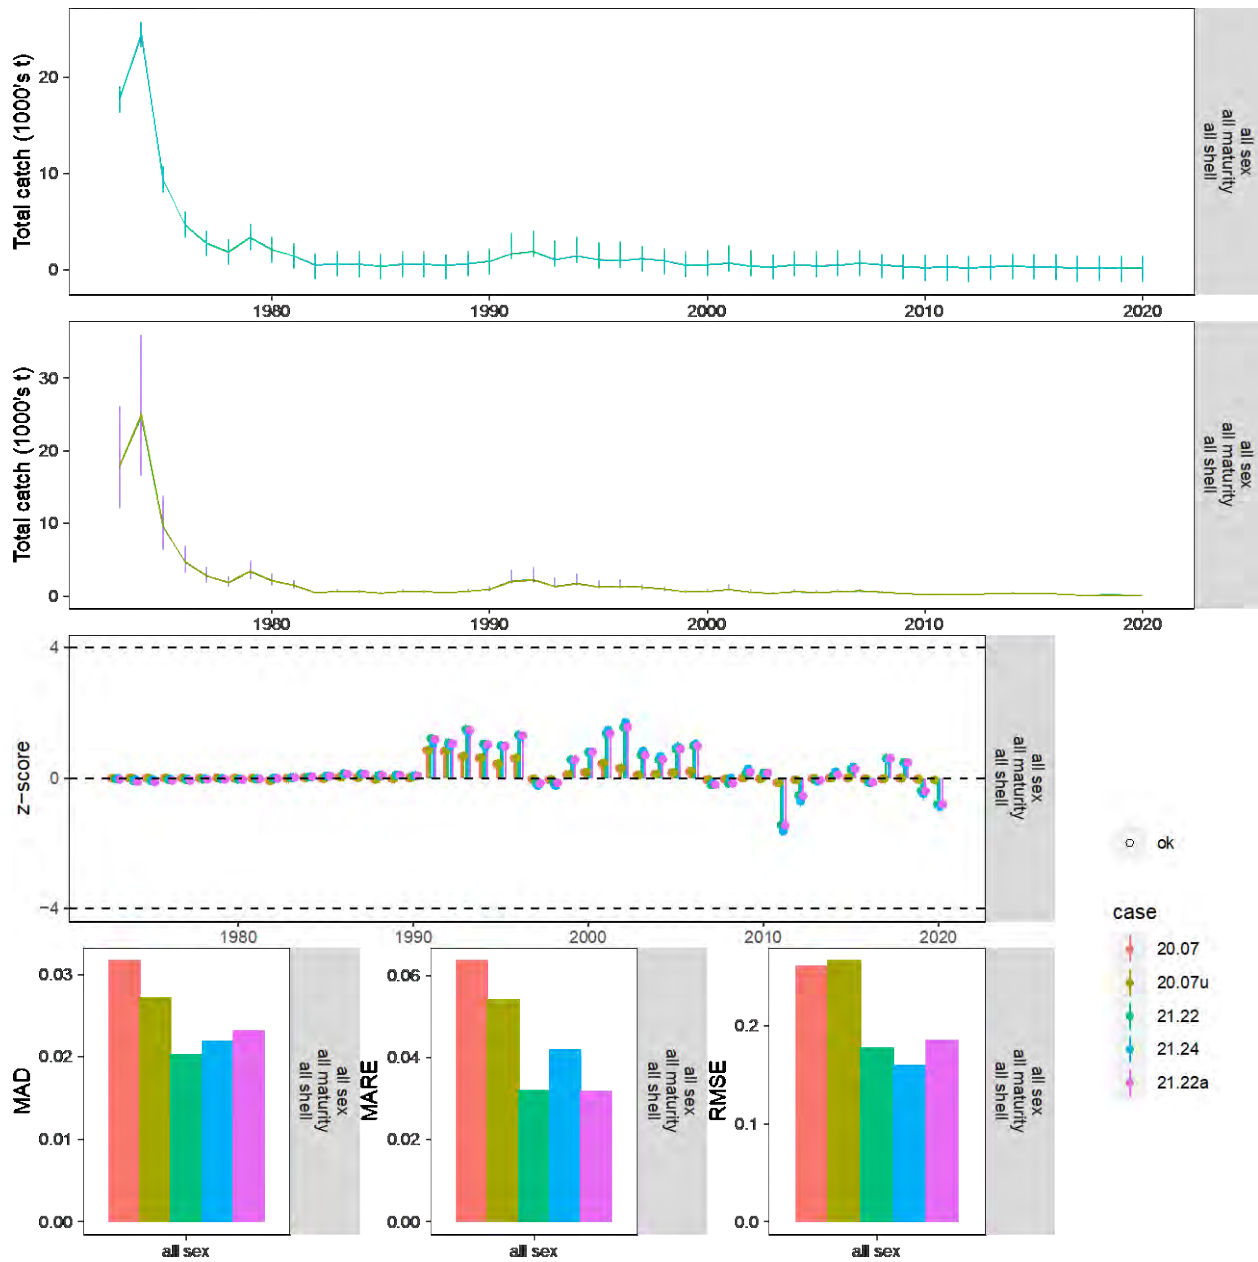 Total catch (1000's t)
20
10
0
1980
1990
2000
2010
2020
all sex
all maturity
all shell
Total catch (1000's t)
30
20
10
0
1980
1990
2000
2010
2020
all sex
all maturity
all shell
z-score
4
0
-4
1980
1990
2000
2010
2020
all sex
all maturity
all shell
ok
case
20.07
20.07u
21.22
21.24
21.22a
MAD
0.03
0.02
0.01
0.00
all sex
all sex
all maturity
all shell
MARE
0.06
0.04
0.02
0.00
all sex
all sex
all maturity
all shell
RMSE
0.2
0.1
0.0
all sex
all sex
all maturity
all shell